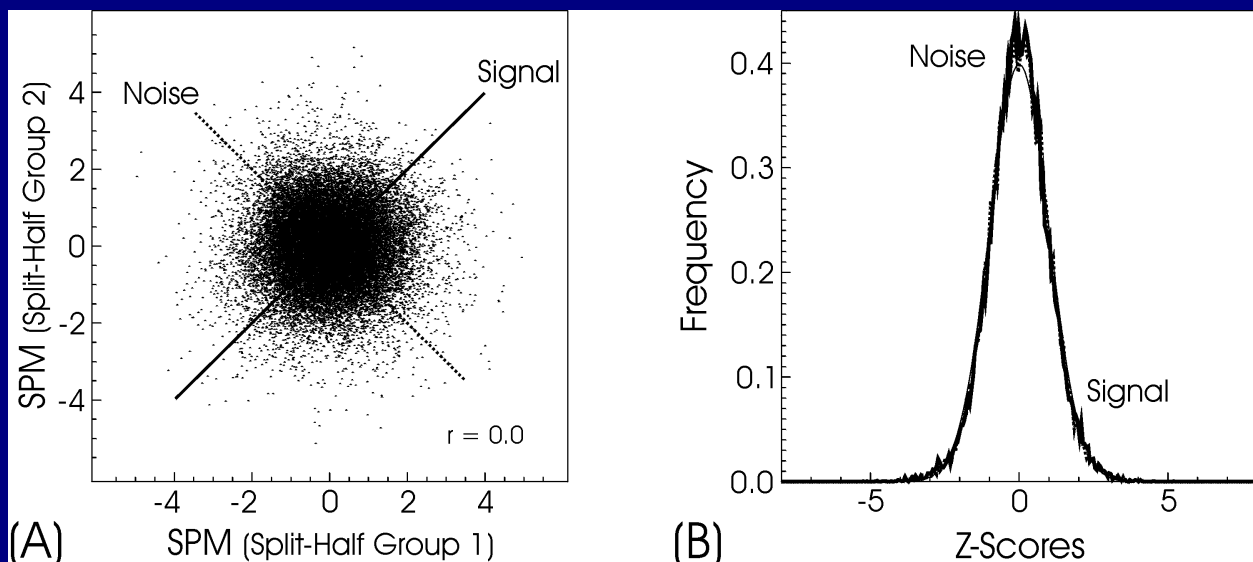 Noise
Signal
4
2
0
-2
-4
SPM (Split-Half Group 2)
r = 0.0
-4 -2 0 2 4
(A) SPM (Split-Half Group 1)
Noise
Signal
0.4
0.3
0.2
0.1
0.0
Frequency
-5 0 5
(B) Z-Scores